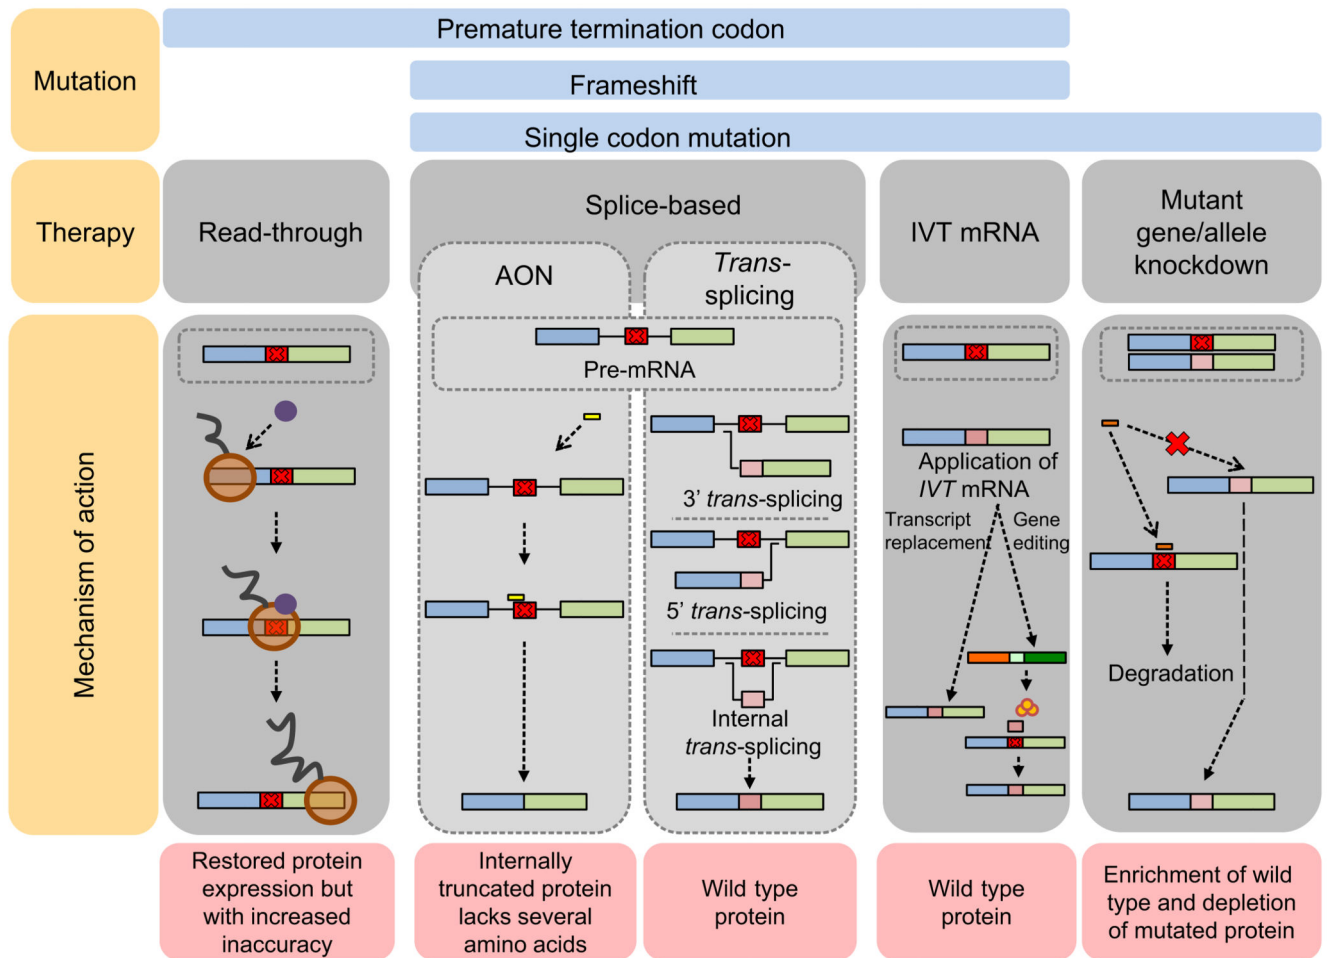 Premature termination codon
Mutation
Frameshift
Single codon mutation
Therapy
Read-through
Splice-based
AON
Trans-
splicing
IVT mRNA
Mutant
gene/allele
knockdown
Mechanism of action
Pre-mRNA
3' trans-splicing
5' trans-splicing
Internal
trans-splicing
Application of
IVT mRNA
Transcript
replacement
Gene
editing
Degradation
Restored protein
expression but
with increased
inaccuracy
Internally
truncated protein
lacks several
amino acids
Wild type
protein
Wild type
protein
Enrichment of wild
type and depletion
of mutated protein